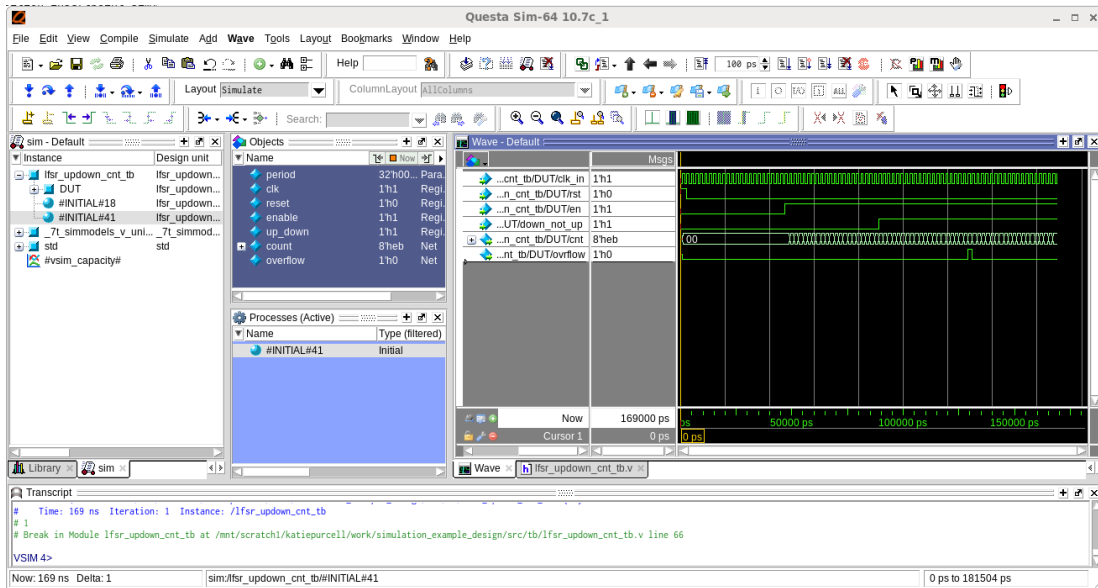 Questa Sim-64 10.7c_1
File Edit View Compile Simulate Add Wave Tools Layout Bookmarks Window Help
Help 100 ps
Layout Simulate ColumnLayout AllColumns
Search:
sim - Default
Instance Design unit
lfsr_updown_cnt_tb lfsr_updown...
DUT lfsr_updown...
#INITIAL#18 lfsr_updown...
#INITIAL#41 lfsr_updown...
_7t_simmodels_v_uni... _7t_simmod...
std std
#vsim_capacity#
Objects
Name Now
period 32'h00... Para...
clk 1'h1 Regi...
reset 1'h0 Regi...
enable 1'h1 Regi...
up_down 1'h1 Regi...
count 8'heb Net
overflow 1'h0 Net
Processes (Active)
Name Type (filtered)
#INITIAL#41 Initial
Wave - Default
Msgs
...cnt_tb/DUT/clk_in 1'h1
...n_cnt_tb/DUT/rst 1'h0
...n_cnt_tb/DUT/en 1'h1
...UT/down_not_up 1'h1
...n_cnt_tb/DUT/cnt 8'heb 00
...nt_tb/DUT/ovrflow 1'h0
Now 169000 ps ps 50000 ps 100000 ps 150000 ps
Cursor 1 0 ps 0 ps
Library sim
Wave lfsr_updown_cnt_tb.v
Transcript
# Time: 169 ns Iteration: 1 Instance: /lfsr_updown_cnt_tb
# 1
# Break in Module lfsr_updown_cnt_tb at /mnt/scratch1/katiepurcell/work/simulation_example_design/src/tb/lfsr_updown_cnt_tb.v line 66
VSIM 4>
Now: 169 ns Delta: 1 sim:/lfsr_updown_cnt_tb/#INITIAL#41 0 ps to 181504 ps